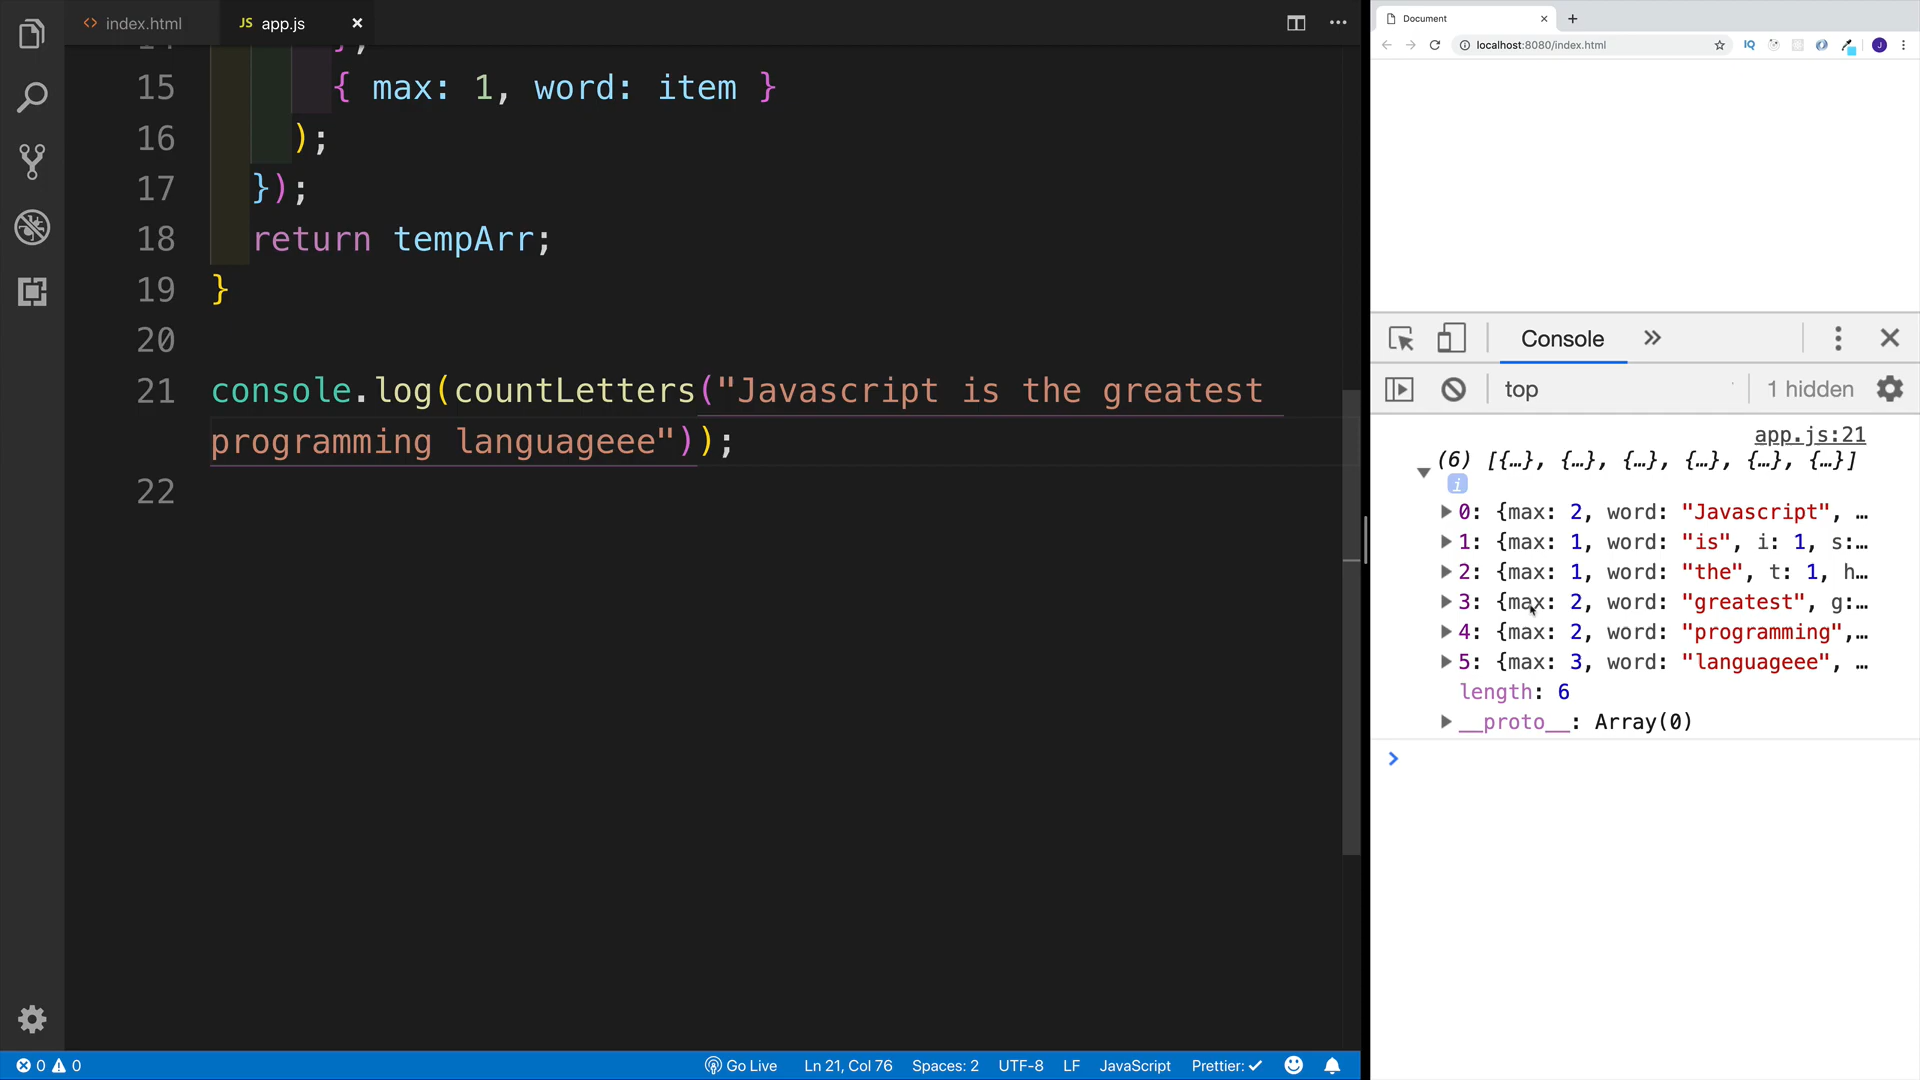 index.html
JS app.js
15 { max: 1, word: item }
16 );
17 });
18 return tempArr;
19 }
20
21 console.log(countLetters("Javascript is the greatest
programming languageee"));
22
0 0
Go Live
Ln 21, Col 76
Spaces: 2
UTF-8
LF
JavaScript
Prettier: ✓
Document
localhost:8080/index.html
IQ
J
Console
top
1 hidden
app.js:21
(6) [{…}, {…}, {…}, {…}, {…}, {…}]
i
0: {max: 2, word: "Javascript", …
1: {max: 1, word: "is", i: 1, s:…
2: {max: 1, word: "the", t: 1, h…
3: {max: 2, word: "greatest", g:…
4: {max: 2, word: "programming",…
5: {max: 3, word: "languageee", …
length: 6
__proto__: Array(0)